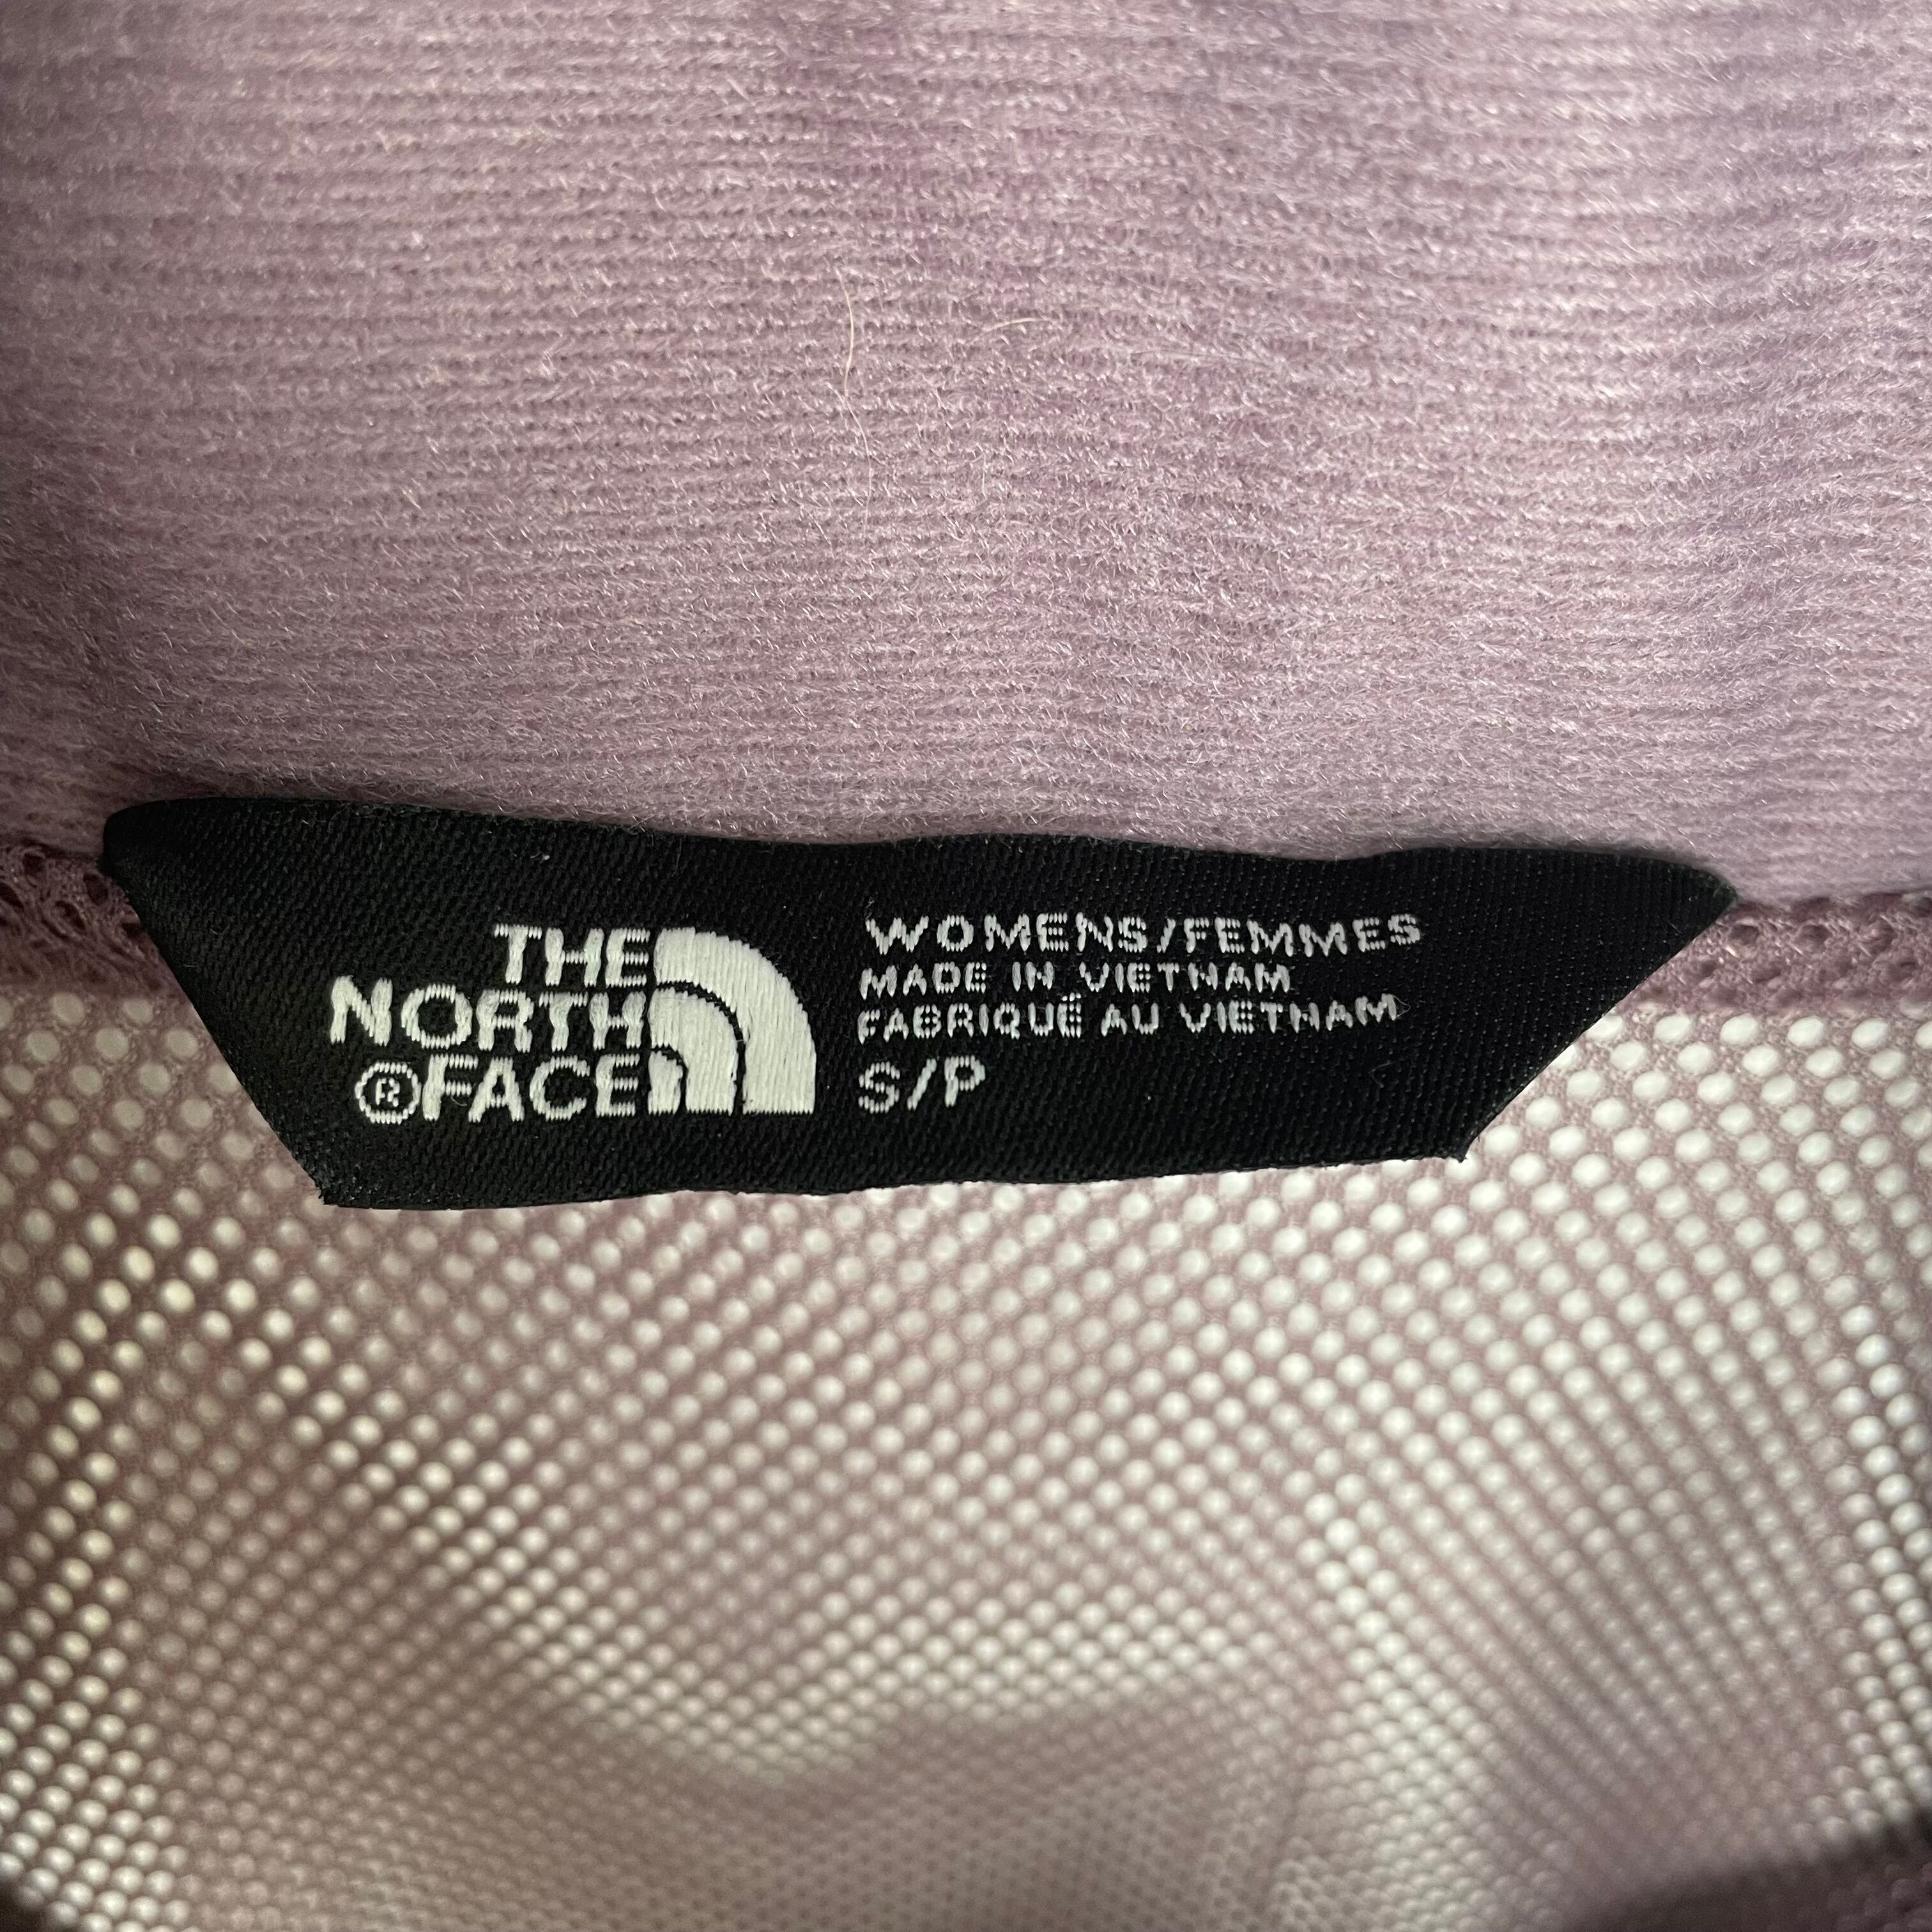 THE
NORTH
®FACE
WOMENS/FEMMES
MADE IN VIETNAM
FABRIQUÉ AU VIETNAM
S/P